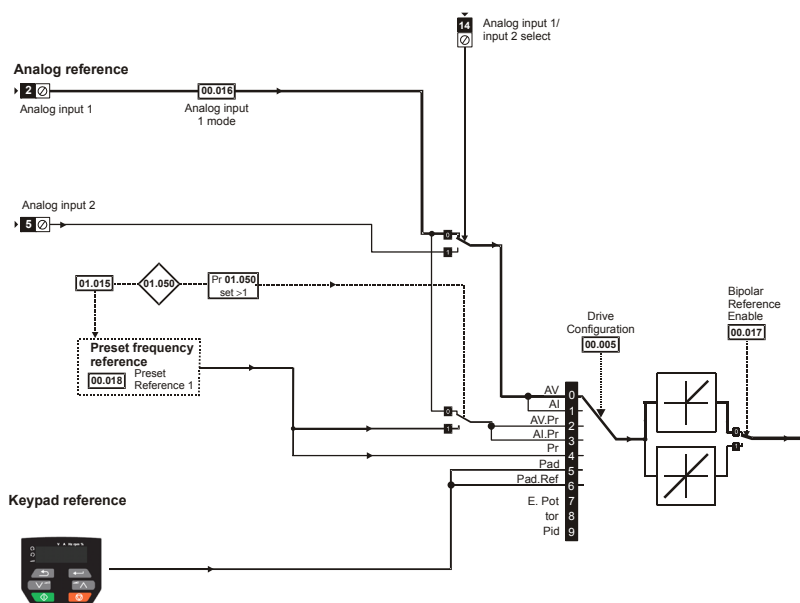 14
Analog input 1/
input 2 select
Analog reference
2
00.016
Analog input 1
Analog input
1 mode
Analog input 2
5
0
1
01.015
01.050
Pr 01.050
set >1
Preset frequency
reference
00.018
Preset
Reference 1
Drive
Configuration
00.005
Bipolar
Reference
Enable
00.017
0
1
0
1
AV
0
AI
1
AV.Pr
2
AI.Pr
3
Pr
4
Pad
5
Pad.Ref
6
E. Pot
7
tor
8
Pid
9
Keypad reference